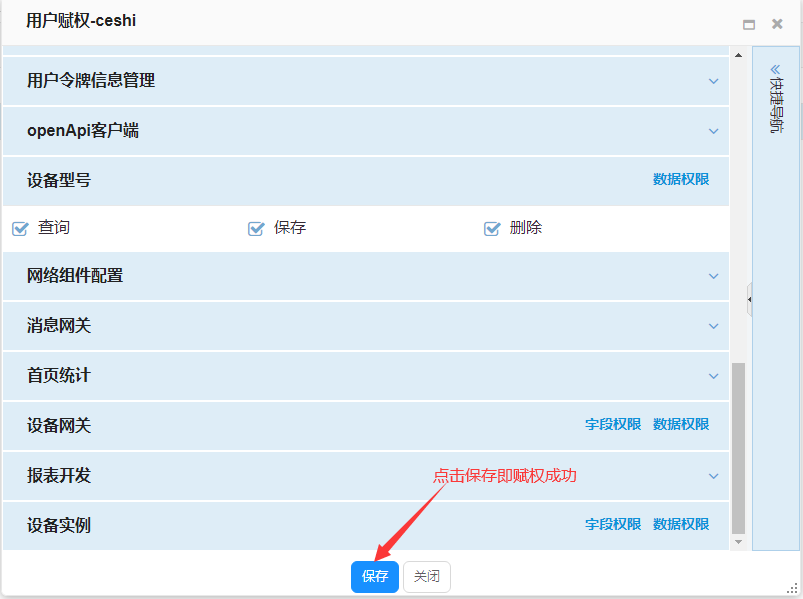 用户赋权-ceshi
快捷导航
用户令牌信息管理
openApi客户端
设备型号 数据权限
查询 保存 删除
网络组件配置
消息网关
首页统计
设备网关 字段权限 数据权限
报表开发 点击保存即赋权成功
设备实例 字段权限 数据权限
保存 关闭